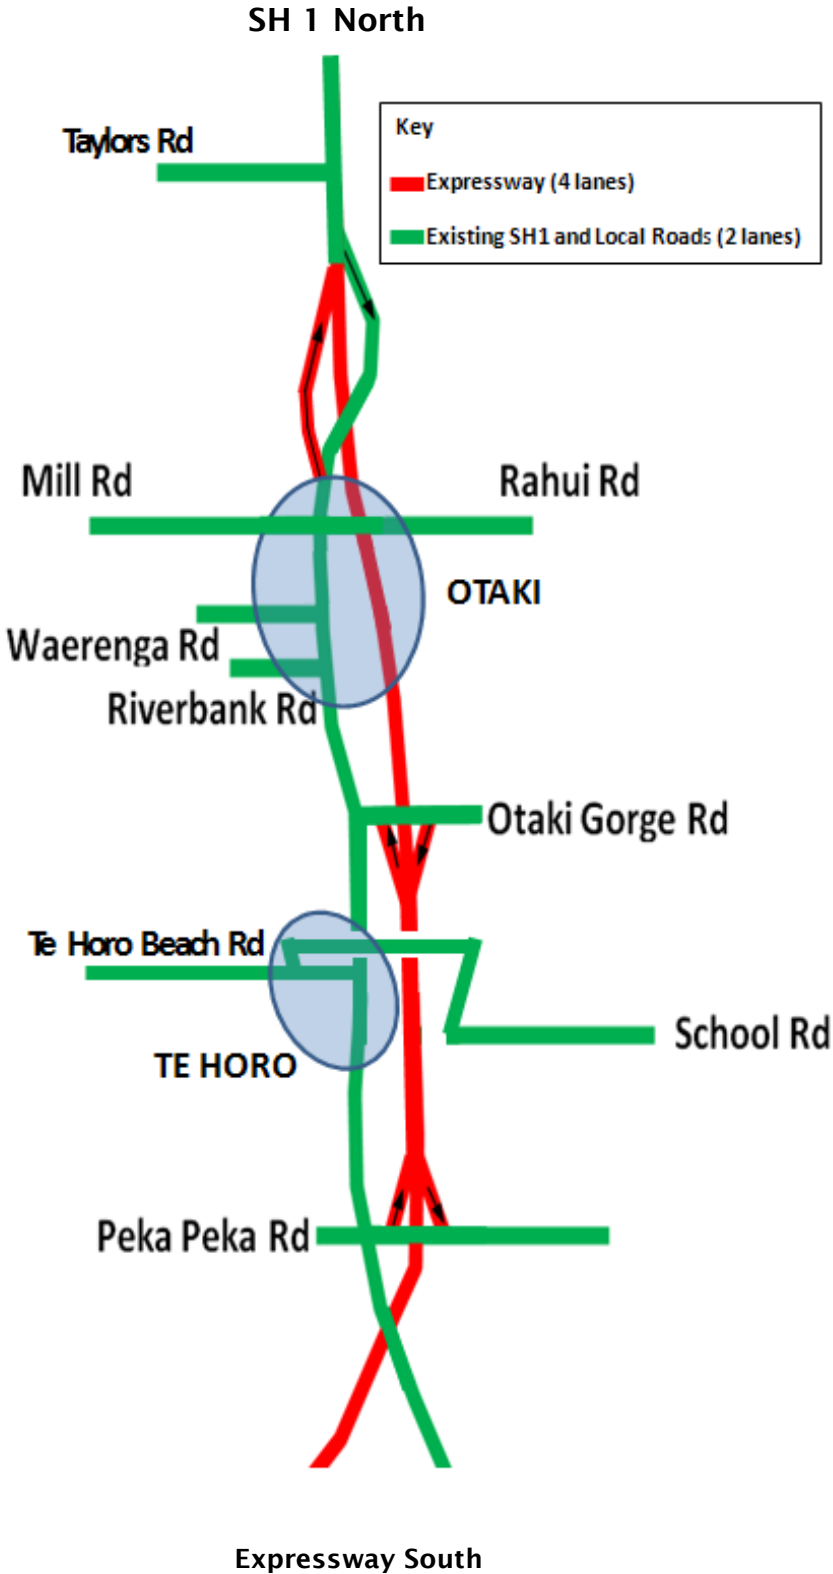 SH 1 North
Taylors Rd
Key
Expressway (4 lanes)
Existing SH1 and Local Roads (2 lanes)
Mill Rd
Rahui Rd
OTAKI
Waerenga Rd
Riverbank Rd
Otaki Gorge Rd
Te Horo Beach Rd
School Rd
TE HORO
Peka Peka Rd
Expressway South